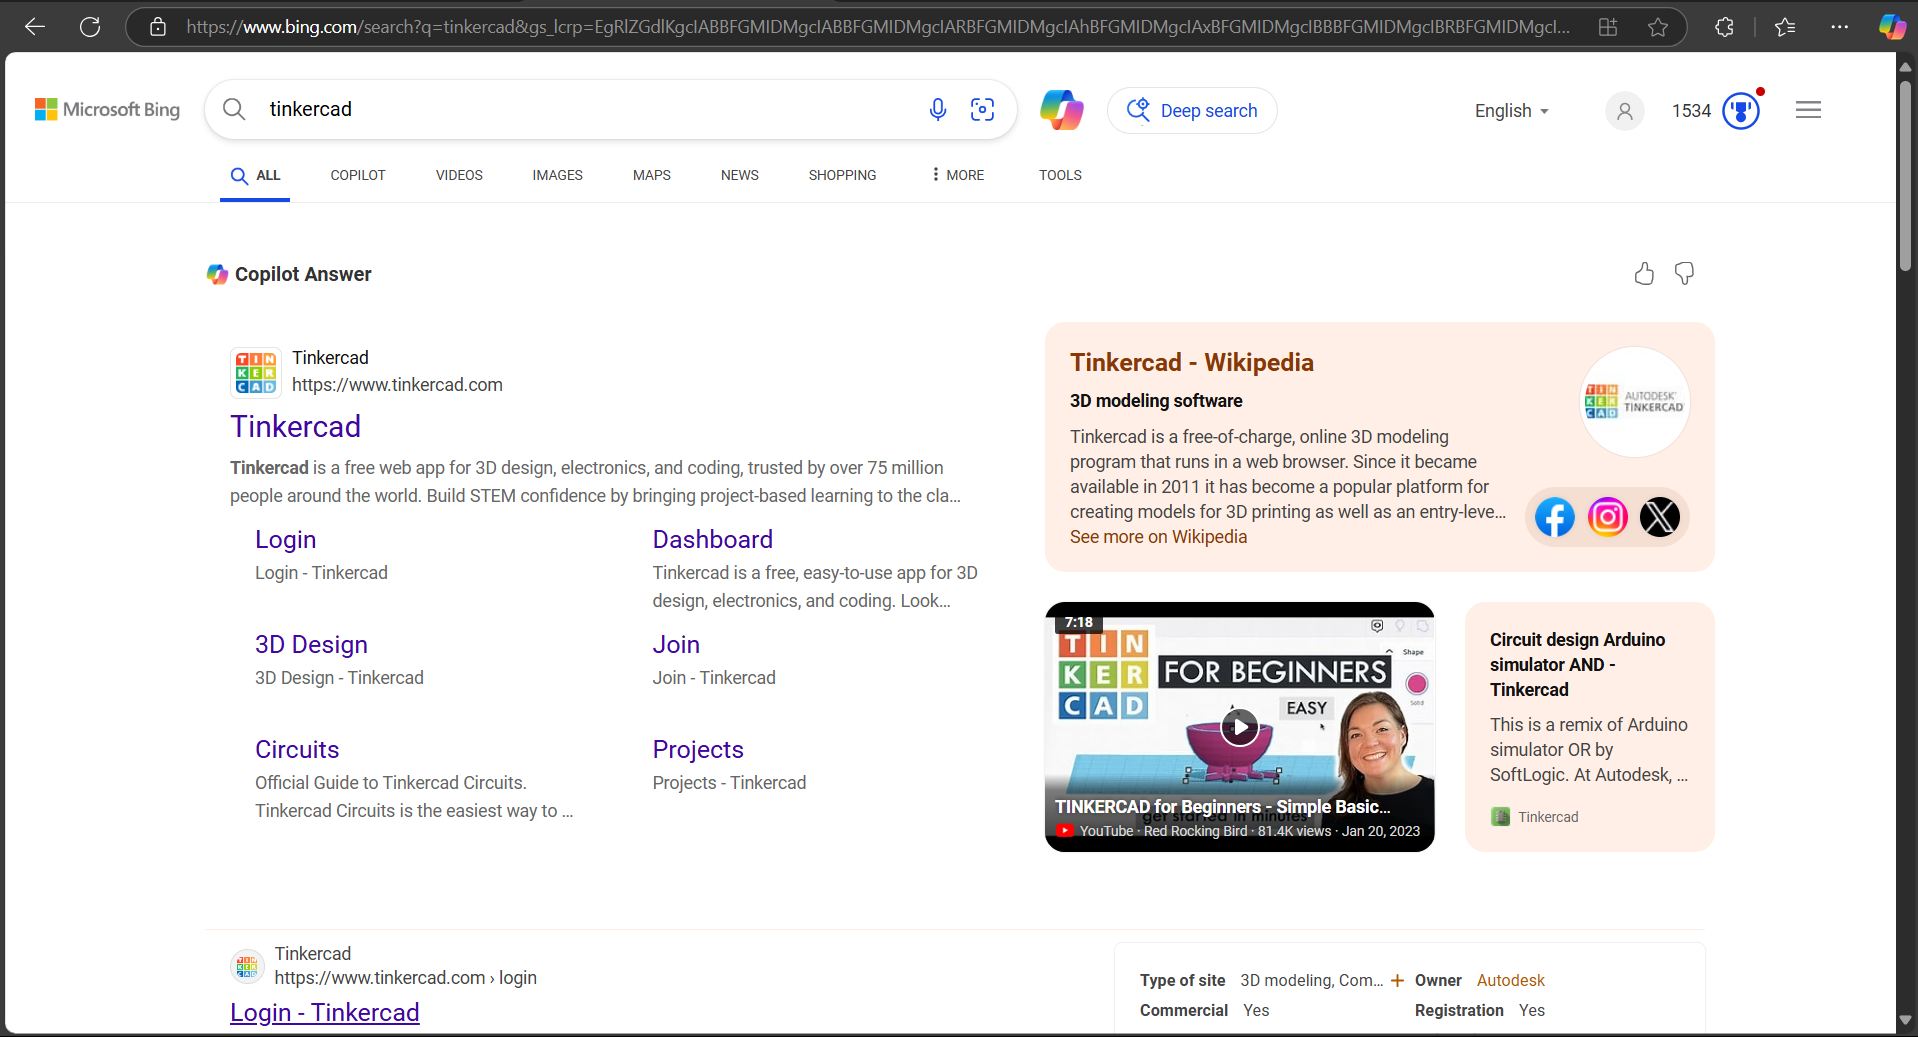 https://www.bing.com/search?q=tinkercad&gs_lcrp=EgRlZGdlKgcIABBFGMIDMgcIABBFGMIDMgcIARBFGMIDMgcIAhBFGMIDMgcIAxBFGMIDMgcIBBBFGMIDMgcIBRBFGMIDMgcI...
Microsoft Bing
tinkercad
Deep search
English
1534
ALL
COPILOT
VIDEOS
IMAGES
MAPS
NEWS
SHOPPING
MORE
TOOLS
Copilot Answer
TINKERCAD
Tinkercad
https://www.tinkercad.com
Tinkercad
Tinkercad is a free web app for 3D design, electronics, and coding, trusted by over 75 million
people around the world. Build STEM confidence by bringing project-based learning to the cla...
Login
Login - Tinkercad
Dashboard
Tinkercad is a free, easy-to-use app for 3D
design, electronics, and coding. Look...
3D Design
3D Design - Tinkercad
Join
Join - Tinkercad
Circuits
Official Guide to Tinkercad Circuits.
Tinkercad Circuits is the easiest way to ...
Projects
Projects - Tinkercad
Tinkercad - Wikipedia
3D modeling software
Tinkercad is a free-of-charge, online 3D modeling
program that runs in a web browser. Since it became
available in 2011 it has become a popular platform for
creating models for 3D printing as well as an entry-leve...
See more on Wikipedia
TINKERCAD
AUTODESK
TINKERCAD
7:18
TINKERCAD
FOR BEGINNERS
EASY
Shape
Solid
get started in minutes
TINKERCAD for Beginners - Simple Basic...
YouTube · Red Rocking Bird · 81.4K views · Jan 20, 2023
Circuit design Arduino
simulator AND -
Tinkercad
This is a remix of Arduino
simulator OR by
SoftLogic. At Autodesk, ...
Tinkercad
Tinkercad
https://www.tinkercad.com › login
Login - Tinkercad
Type of site 3D modeling, Com...
Owner Autodesk
Commercial Yes
Registration Yes